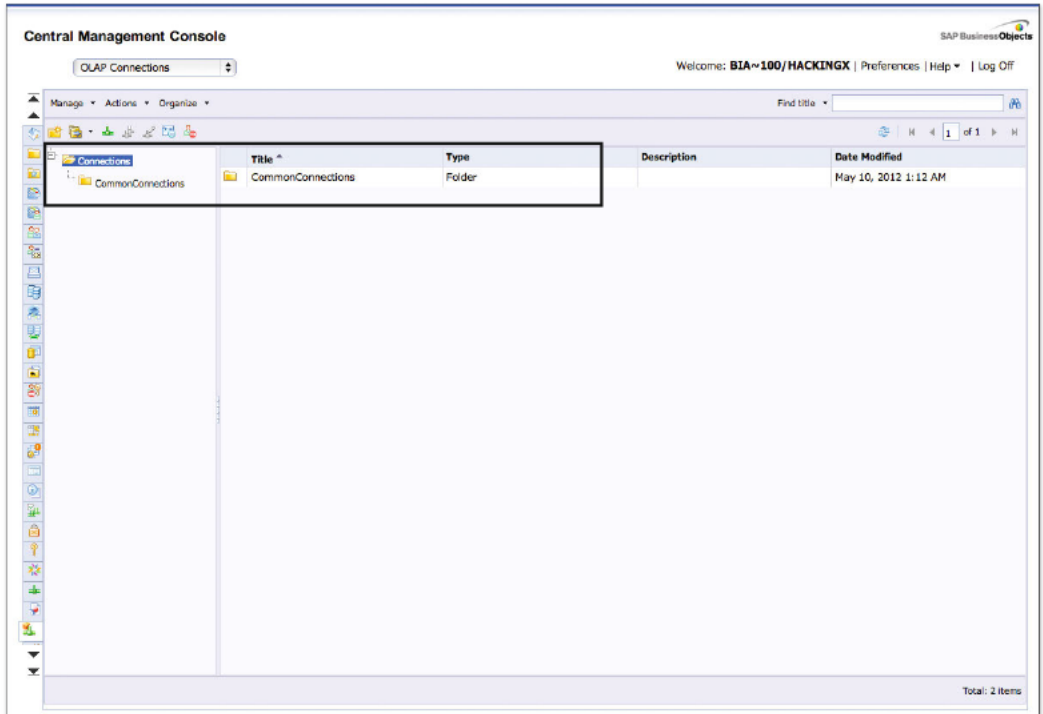 Central Management Console
SAP BusinessObjects
OLAP Connections
Welcome: BIA~100/HACKINGX | Preferences | Help | Log Off
Manage Actions Organize Find title
1 of 1
Connections Title Type Description Date Modified
CommonConnections CommonConnections Folder May 10, 2012 1:12 AM
Total: 2 items